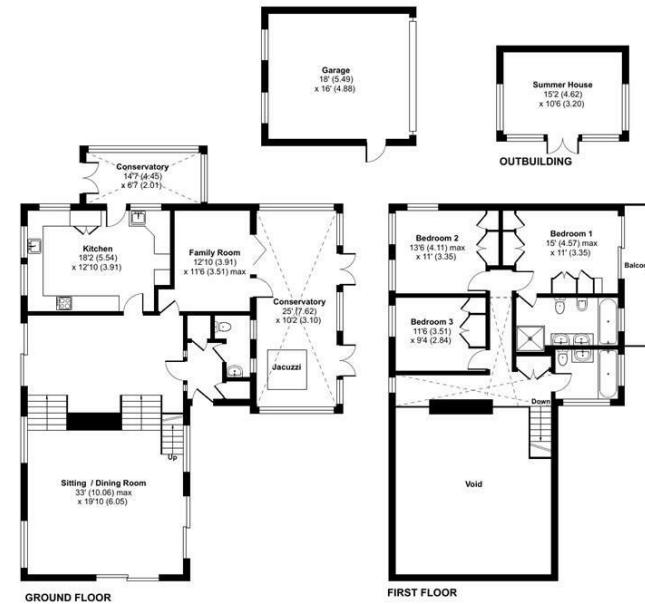 Garage
18' (5.49)
x 16' (4.88)
Summer House
15'2 (4.62)
x 10'6 (3.20)
OUTBUILDING
Conservatory
14'7 (4.45)
x 6'7 (2.01)
Kitchen
18'2 (5.54)
x 12'10 (3.91)
Family Room
12'10 (3.91)
x 11'6 (3.51) max
Conservatory
25' (7.62)
x 10'2 (3.10)
Jacuzzi
Up
Sitting / Dining Room
33' (10.06) max
x 19'10 (6.05)
GROUND FLOOR
Bedroom 2
13'6 (4.11) max
x 11' (3.35)
Bedroom 1
15' (4.57) max
x 11' (3.35)
Balcon
Bedroom 3
11'6 (3.51)
x 9'4 (2.84)
Down
Void
FIRST FLOOR